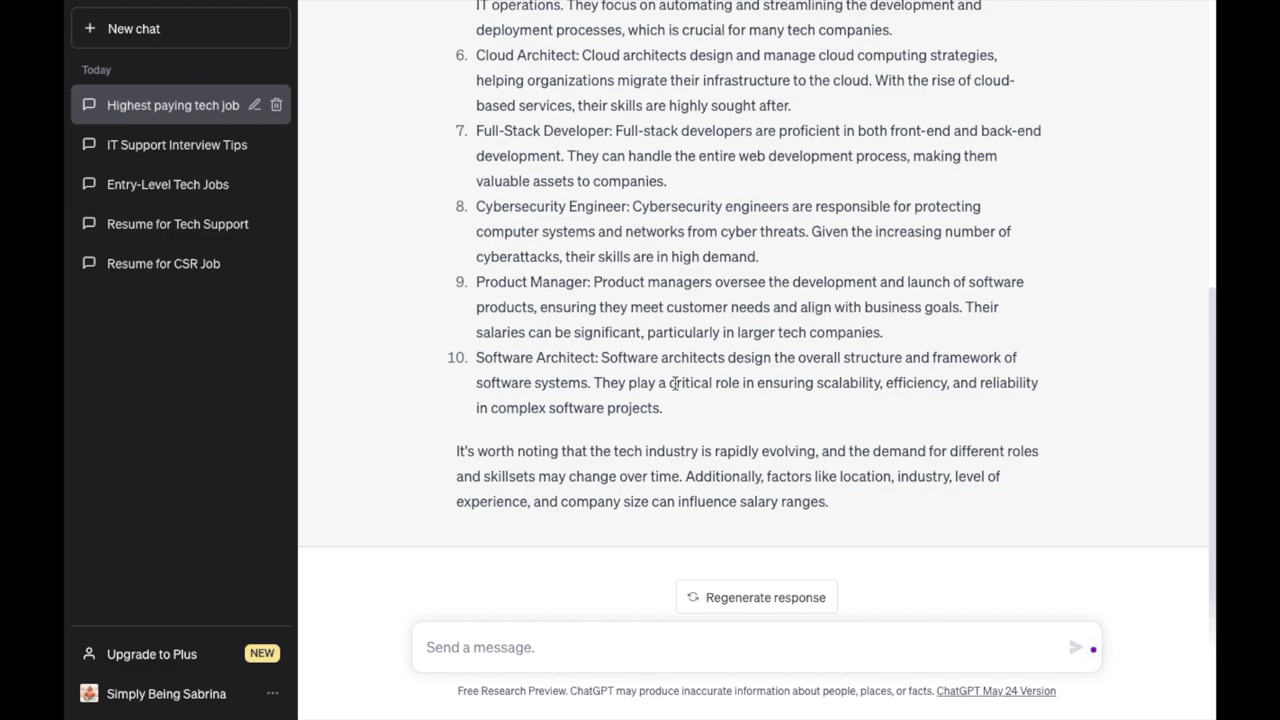 New chat
Today
Highest paying tech job
IT Support Interview Tips
Entry-Level Tech Jobs
Resume for Tech Support
Resume for CSR Job
Upgrade to Plus NEW
Simply Being Sabrina
IT operations. They focus on automating and streamlining the development and
deployment processes, which is crucial for many tech companies.
6. Cloud Architect: Cloud architects design and manage cloud computing strategies,
helping organizations migrate their infrastructure to the cloud. With the rise of cloud-
based services, their skills are highly sought after.
7. Full-Stack Developer: Full-stack developers are proficient in both front-end and back-end
development. They can handle the entire web development process, making them
valuable assets to companies.
8. Cybersecurity Engineer: Cybersecurity engineers are responsible for protecting
computer systems and networks from cyber threats. Given the increasing number of
cyberattacks, their skills are in high demand.
9. Product Manager: Product managers oversee the development and launch of software
products, ensuring they meet customer needs and align with business goals. Their
salaries can be significant, particularly in larger tech companies.
10. Software Architect: Software architects design the overall structure and framework of
software systems. They play a critical role in ensuring scalability, efficiency, and reliability
in complex software projects.
It's worth noting that the tech industry is rapidly evolving, and the demand for different roles
and skillsets may change over time. Additionally, factors like location, industry, level of
experience, and company size can influence salary ranges.
Regenerate response
Send a message.
Free Research Preview. ChatGPT may produce inaccurate information about people, places, or facts. ChatGPT May 24 Version